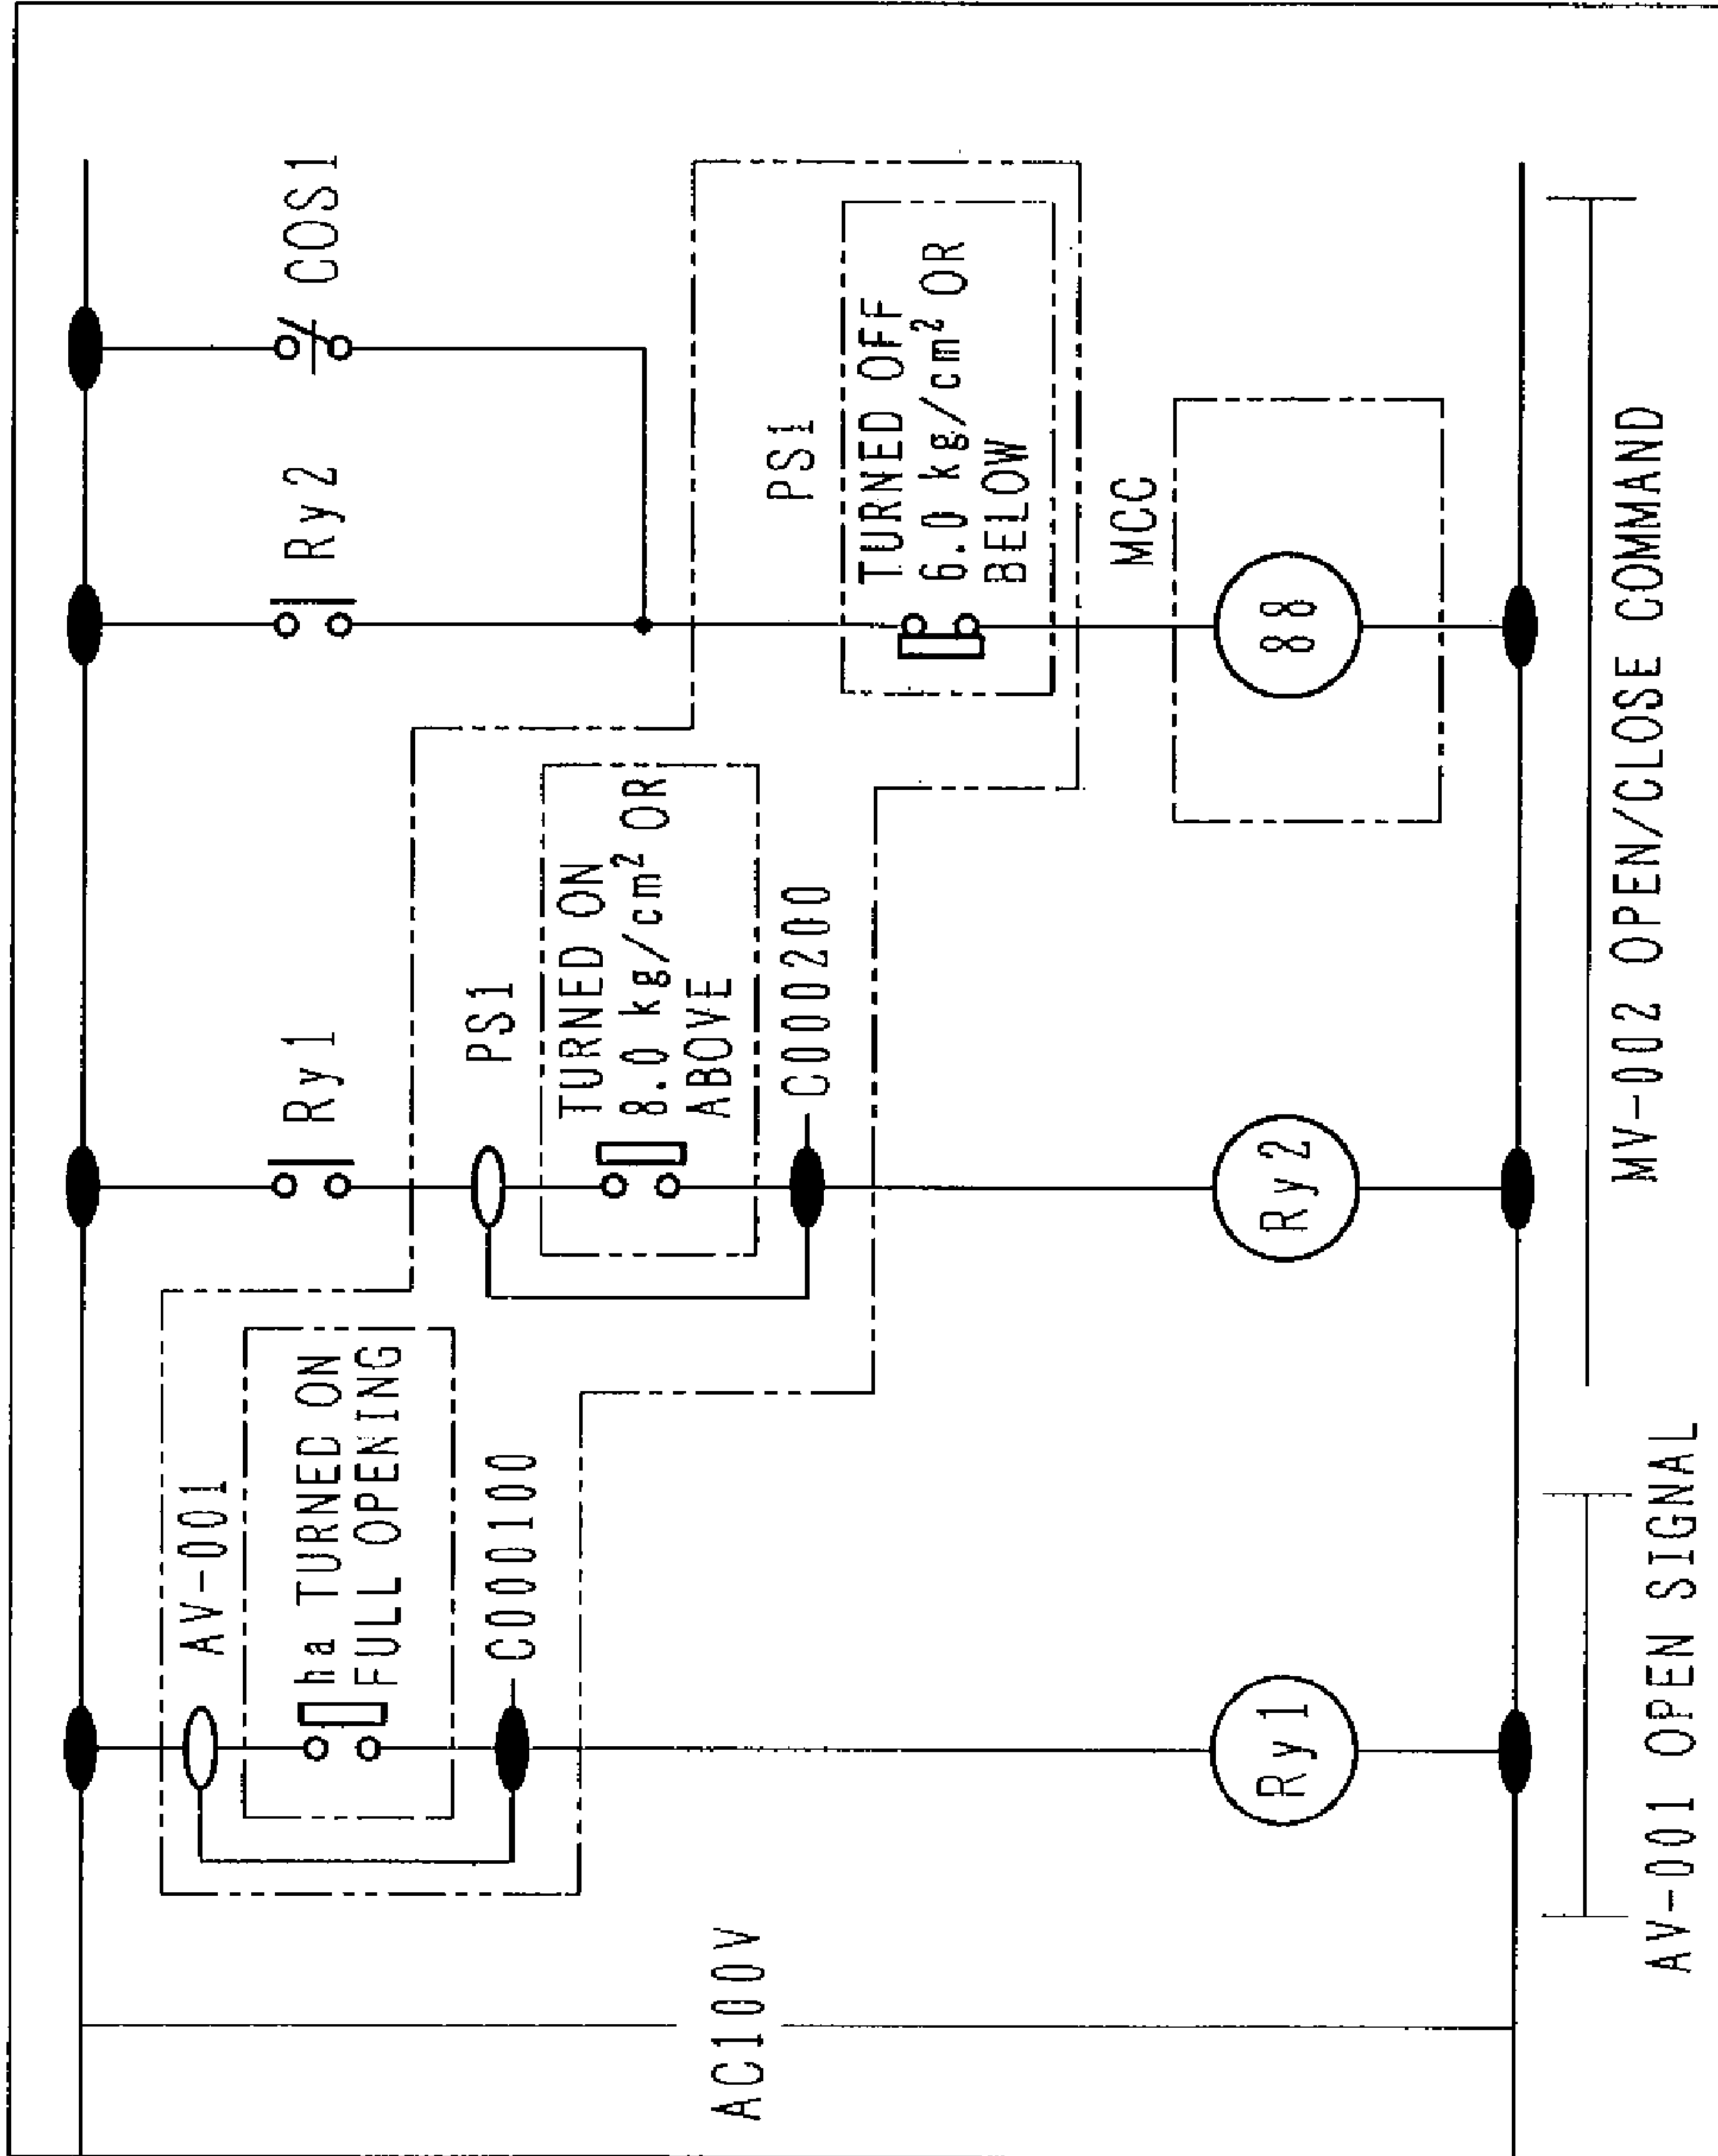 AC100V
AV-001
ha TURNED ON
FULL OPENING
C000100
Ry1
AV-001 OPEN SIGNAL
Ry1
PS1
TURNED ON
8.0 kg/cm² OR
ABOVE
C000200
Ry2
Ry2
COS1
PS1
TURNED OFF
6.0 kg/cm² OR
BELOW
MCC
88
MV-002 OPEN/CLOSE COMMAND